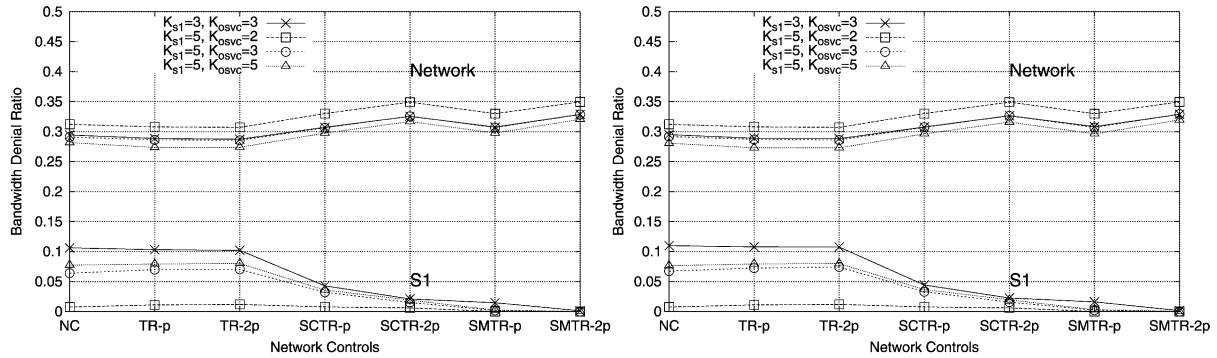 Bandwidth Denial Ratio
0.5
0.45
0.4
0.35
0.3
0.25
0.2
0.15
0.1
0.05
0
Ks1=3, Kosvc=3
Ks1=5, Kosvc=2
Ks1=5, Kosvc=3
Ks1=5, Kosvc=5
Network
S1
NC TR-p TR-2p SCTR-p SCTR-2p SMTR-p SMTR-2p
Network Controls
Bandwidth Denial Ratio
0.5
0.45
0.4
0.35
0.3
0.25
0.2
0.15
0.1
0.05
0
Ks1=3, Kosvc=3
Ks1=5, Kosvc=2
Ks1=5, Kosvc=3
Ks1=5, Kosvc=5
Network
S1
NC TR-p TR-2p SCTR-p SCTR-2p SMTR-p SMTR-2p
Network Controls